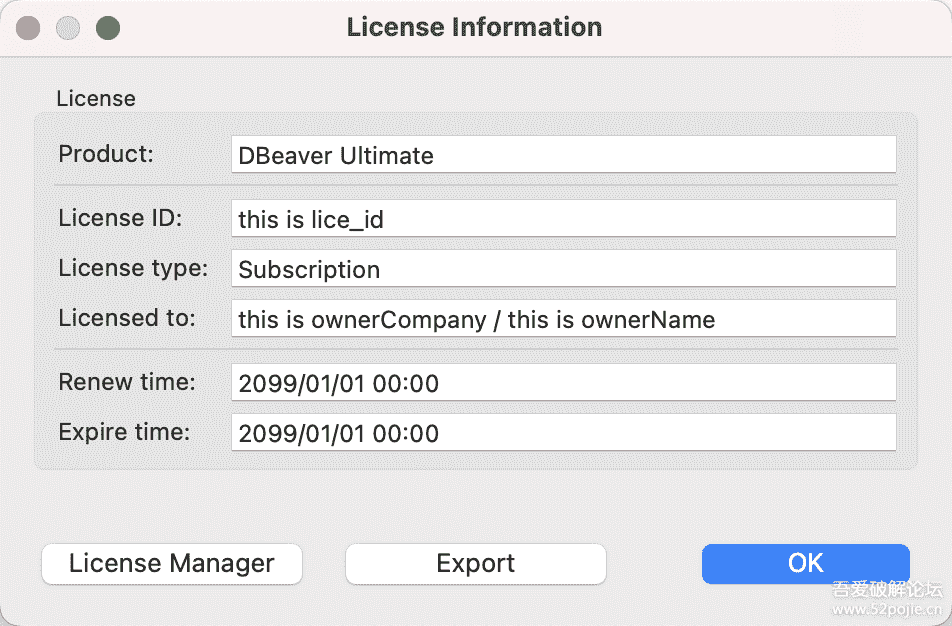 License Information
License
Product: DBeaver Ultimate
License ID: this is lice_id
License type: Subscription
Licensed to: this is ownerCompany / this is ownerName
Renew time: 2099/01/01 00:00
Expire time: 2099/01/01 00:00
License Manager Export OK
吾爱破解论坛
www.52pojie.cn